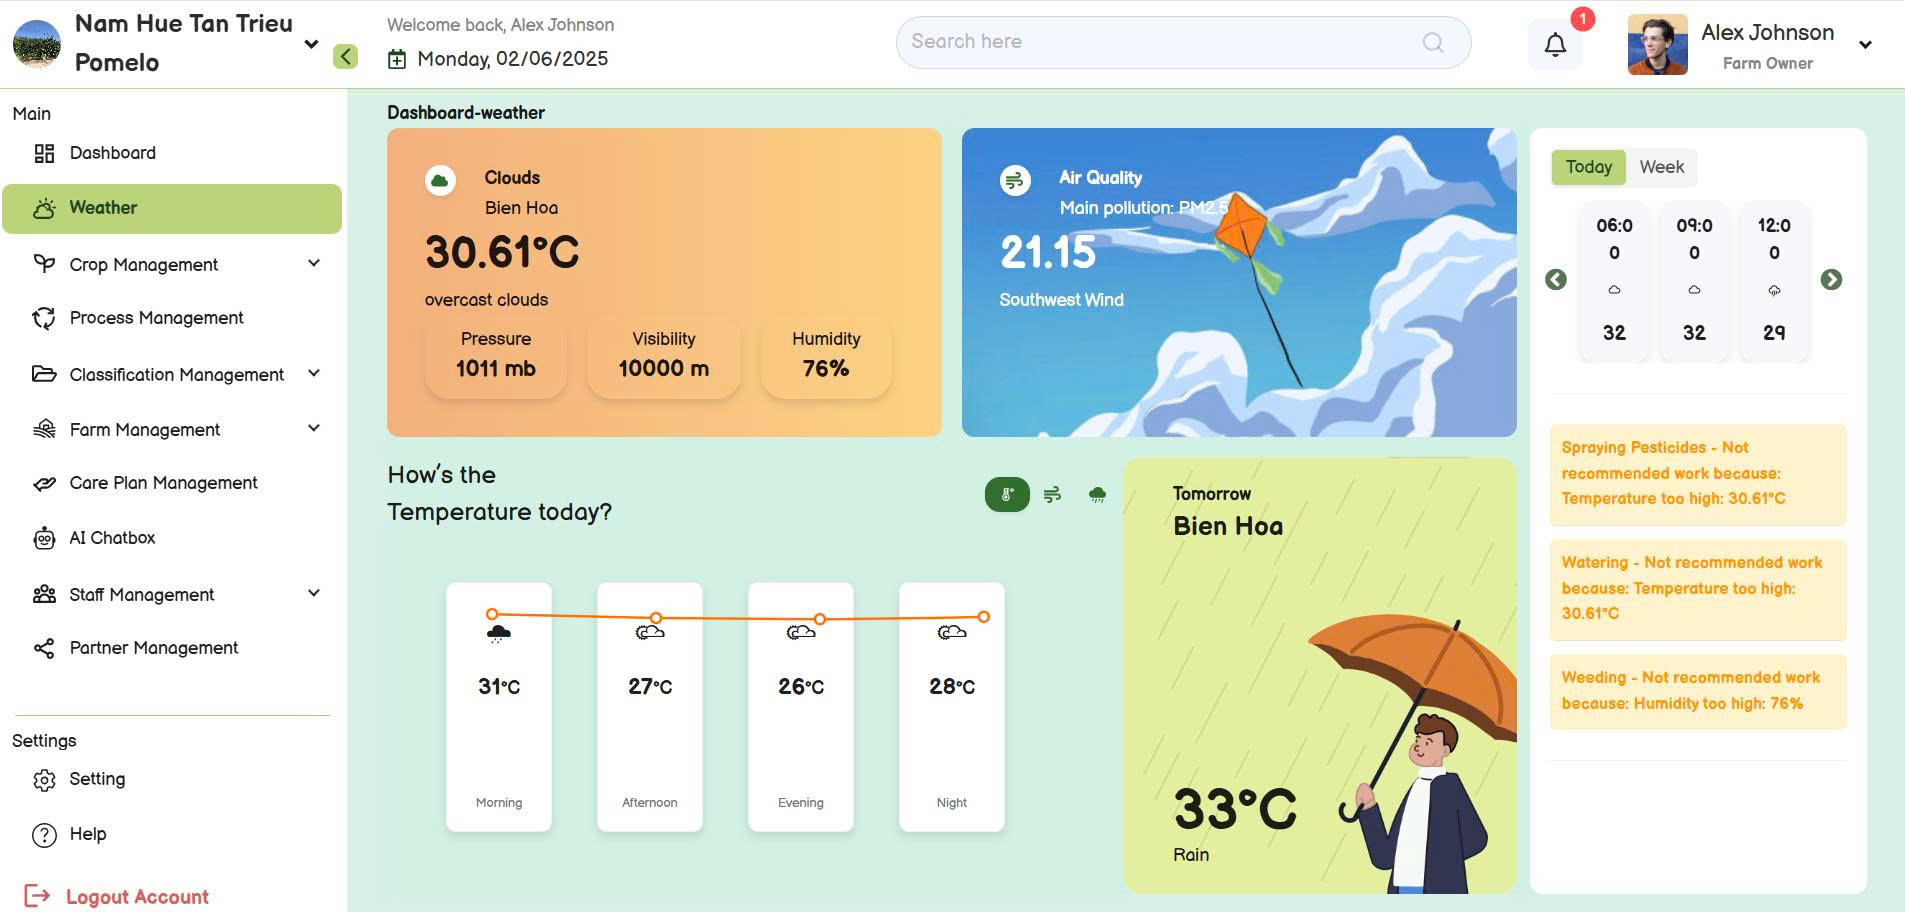 Nam Hue Tan Trieu
Pomelo
Welcome back, Alex Johnson
Monday, 02/06/2025
Search here
1
Alex Johnson
Farm Owner
Main
Dashboard
Weather
Crop Management
Process Management
Classification Management
Farm Management
Care Plan Management
AI Chatbox
Staff Management
Partner Management
Settings
Setting
Help
Logout Account
Dashboard-weather
Clouds
Bien Hoa
30.61°C
overcast clouds
Pressure
1011 mb
Visibility
10000 m
Humidity
76%
Air Quality
Main pollution: PM2.5
21.15
Southwest Wind
How's the
Temperature today?
31°C
Morning
27°C
Afternoon
26°C
Evening
28°C
Night
Tomorrow
Bien Hoa
33°C
Rain
Today Week
06:0
0
32
09:0
0
32
12:0
0
29
Spraying Pesticides - Not
recommended work because:
Temperature too high: 30.61°C
Watering - Not recommended work
because: Temperature too high:
30.61°C
Weeding - Not recommended work
because: Humidity too high: 76%